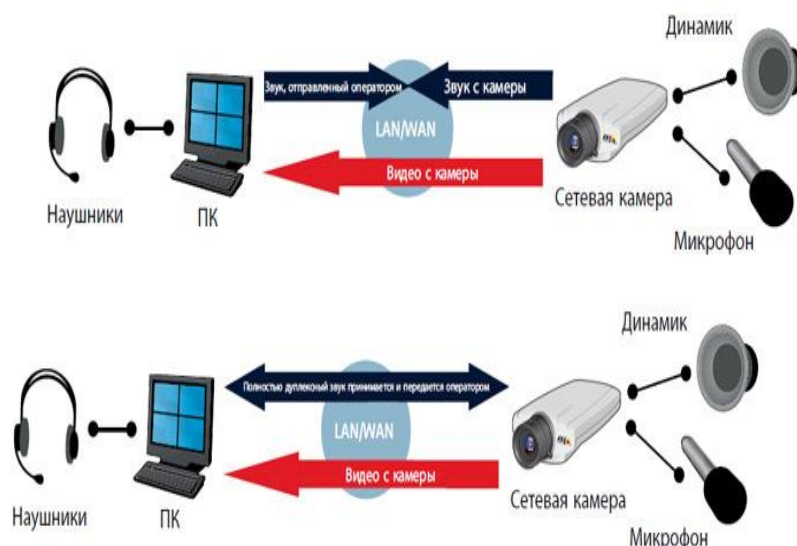 Динамик
Звук, отправленный оператором
Звук с камеры
LAN/WAN
Видео с камеры
AXIS
Наушники
ПК
Сетевая камера
Микрофон
Динамик
Полностью дуплексный звук принимается и передается оператором
LAN/WAN
Видео с камеры
Наушники
ПК
Сетевая камера
Микрофон